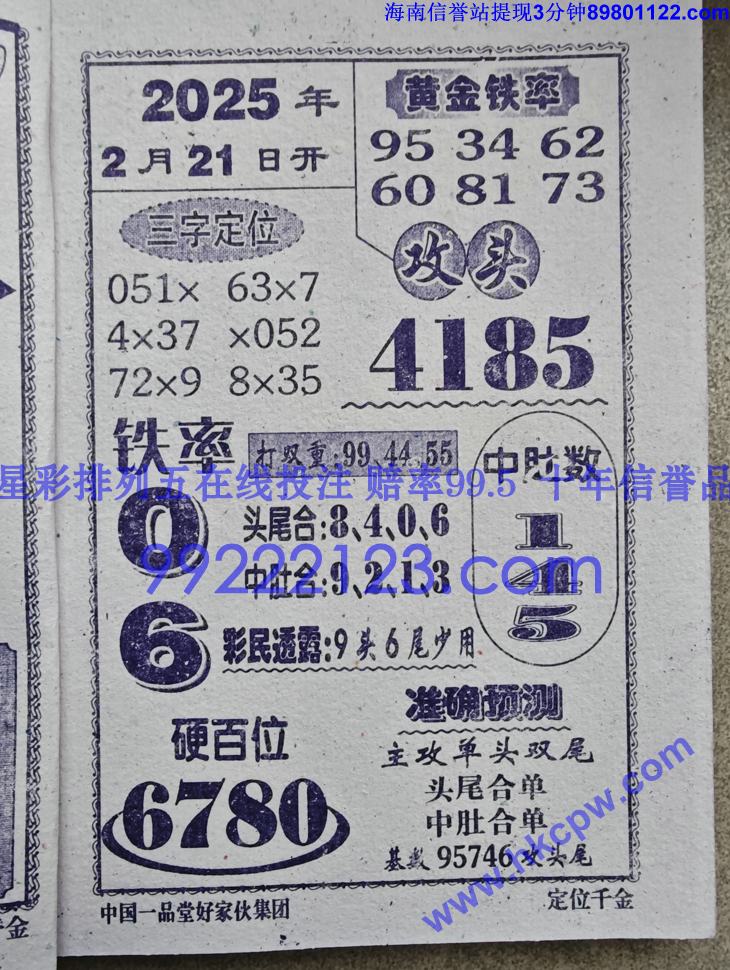 海南信誉站提现3分钟89801122.com
2025年
2月21日开
黄金铁率
95 34 62
60 81 73
三字定位
051× 63×7
4×37 ×052
72×9 8×35
攻头
4185
铁率
打双重:99.44.55
中肚数
星彩排列五在线投注 赔率99.5 十年信誉品
0
头尾合:8、4、0、6
1
99222123.com
中肚合:9、2、1、3
4
5
6
彩民透露:9头6尾少用
硬百位
6780
准确预测
主攻单头双尾
头尾合单
中肚合单
基数95746攻头尾
www.hkcpw.com
中国一品堂好家伙集团
定位千金
金